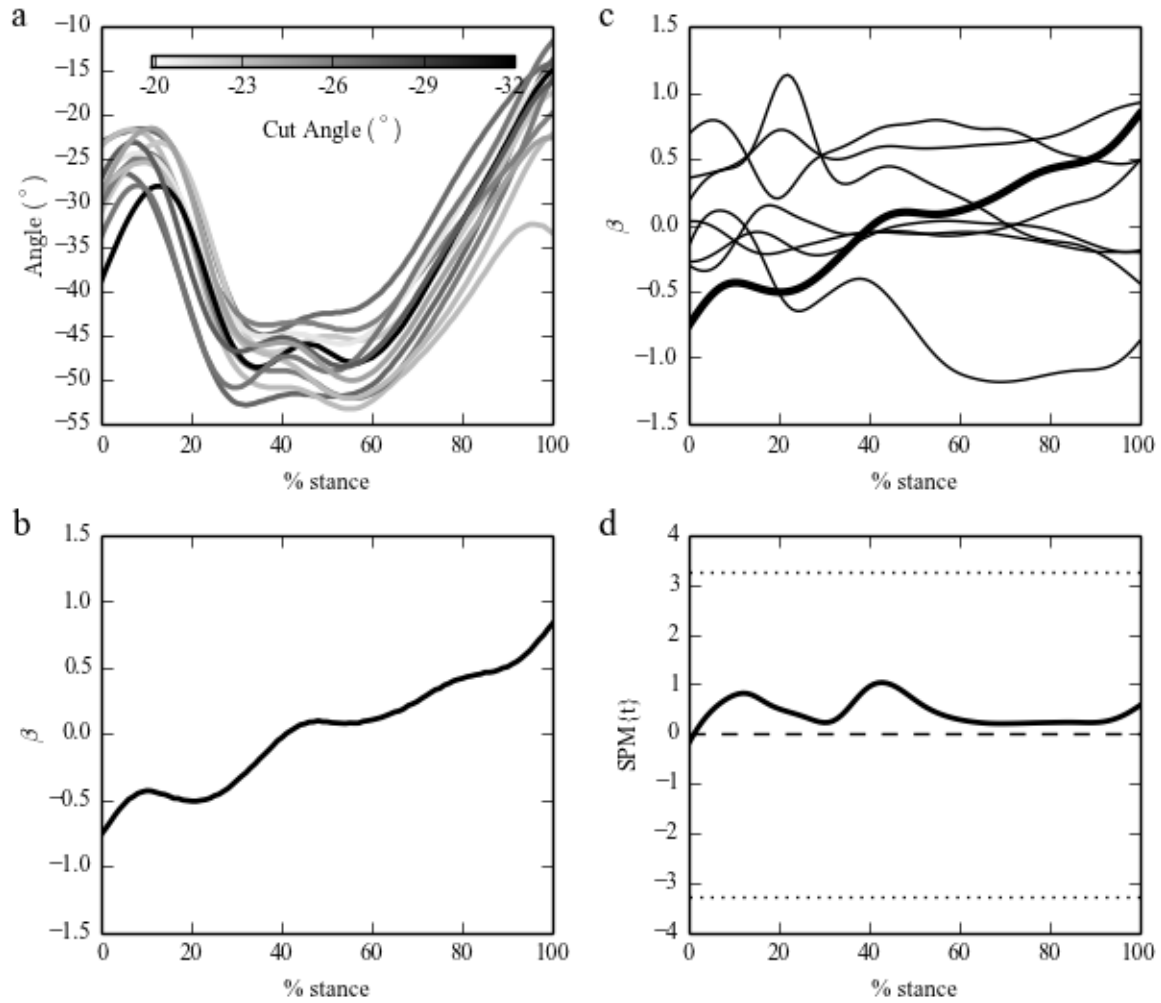 a
−10
−15
−20
−25
−30
−35
−40
−45
−50
−55
Angle (°)
-20 -23 -26 -29 -32
Cut Angle (°)
0 20 40 60 80 100
% stance
c
1.5
1.0
0.5
0.0
−0.5
−1.0
−1.5
β
0 20 40 60 80 100
% stance
b
1.5
1.0
0.5
0.0
−0.5
−1.0
−1.5
β
0 20 40 60 80 100
% stance
d
4
3
2
1
0
−1
−2
−3
−4
SPM{t}
0 20 40 60 80 100
% stance